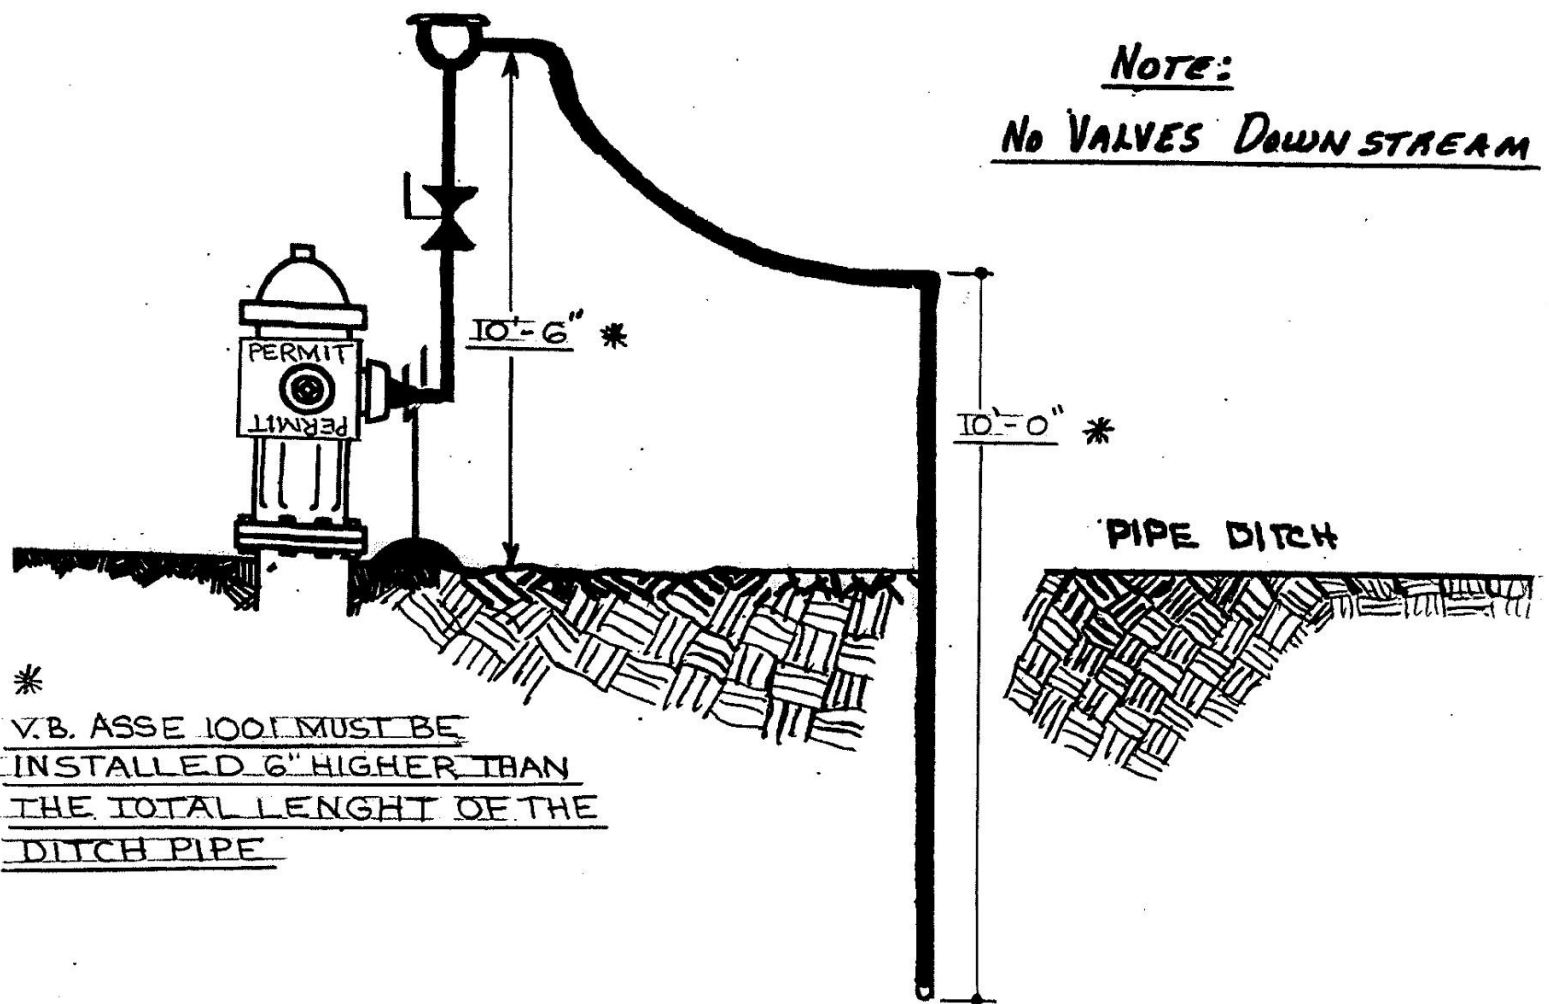 NOTE:
NO VALVES DOWNSTREAM
10'-6" *
PERMIT
PERMIT
10'-0" *
PIPE DITCH
*
V.B. ASSE 1001 MUST BE
INSTALLED 6" HIGHER THAN
THE TOTAL LENGHT OF THE
DITCH PIPE